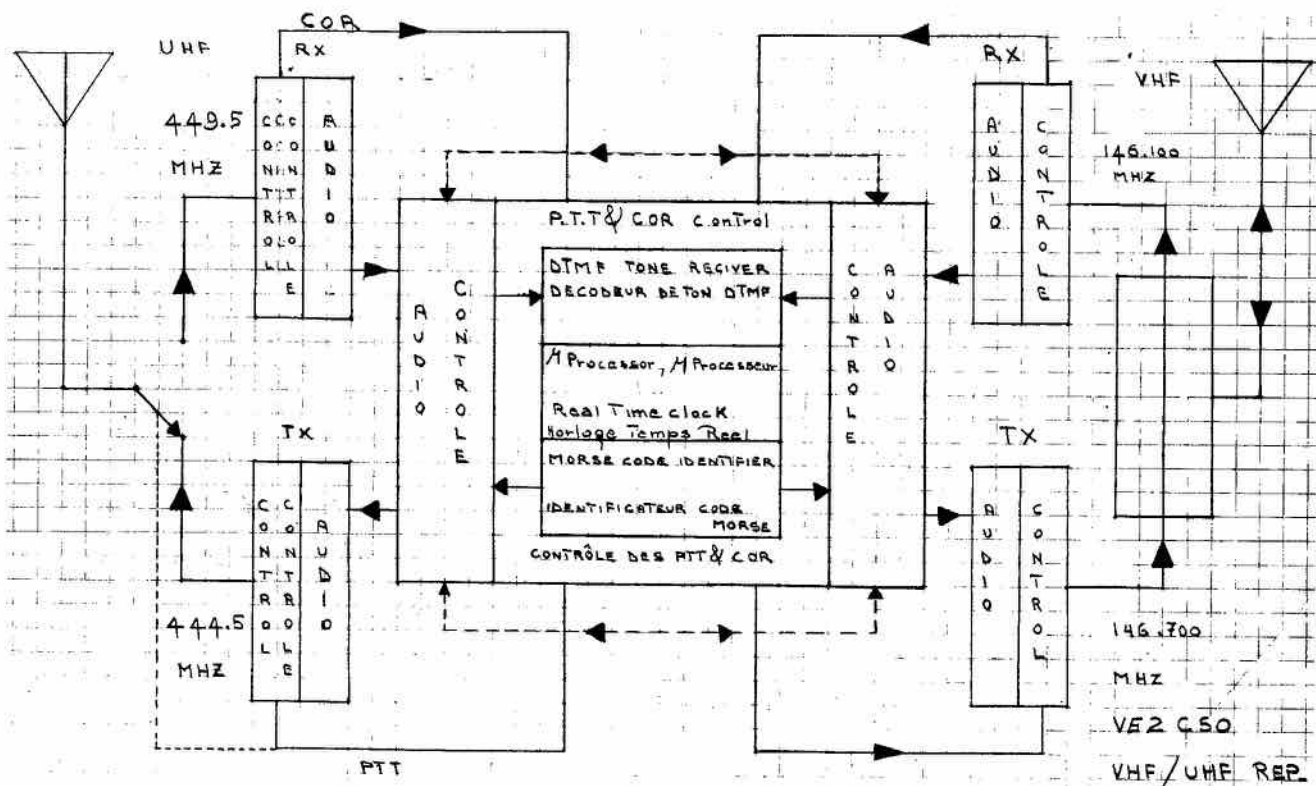 COR
UHF
RX
449.5
MHZ
CONTROL
CONTROLE
AUDIO
RX
VHF
AUDIO
CONTROLE
146.100
MHZ
AUDIO
CONTROLE
P.T.T & COR Control
DTMF TONE RECIVER
DECODEUR DE TON DTMF
M Processor, M Processeur
Real Time Clock
Horloge Temps Reel
MORSE CODE IDENTIFIER
IDENTIFICATEUR CODE
MORSE
CONTRÔLE DES PTT & COR
CONTROLE
AUDIO
TX
CONTROL
CONTROLE
AUDIO
444.5
MHZ
PTT
TX
AUDIO
CONTROL
146.700
MHZ
VHF/UHF REP.